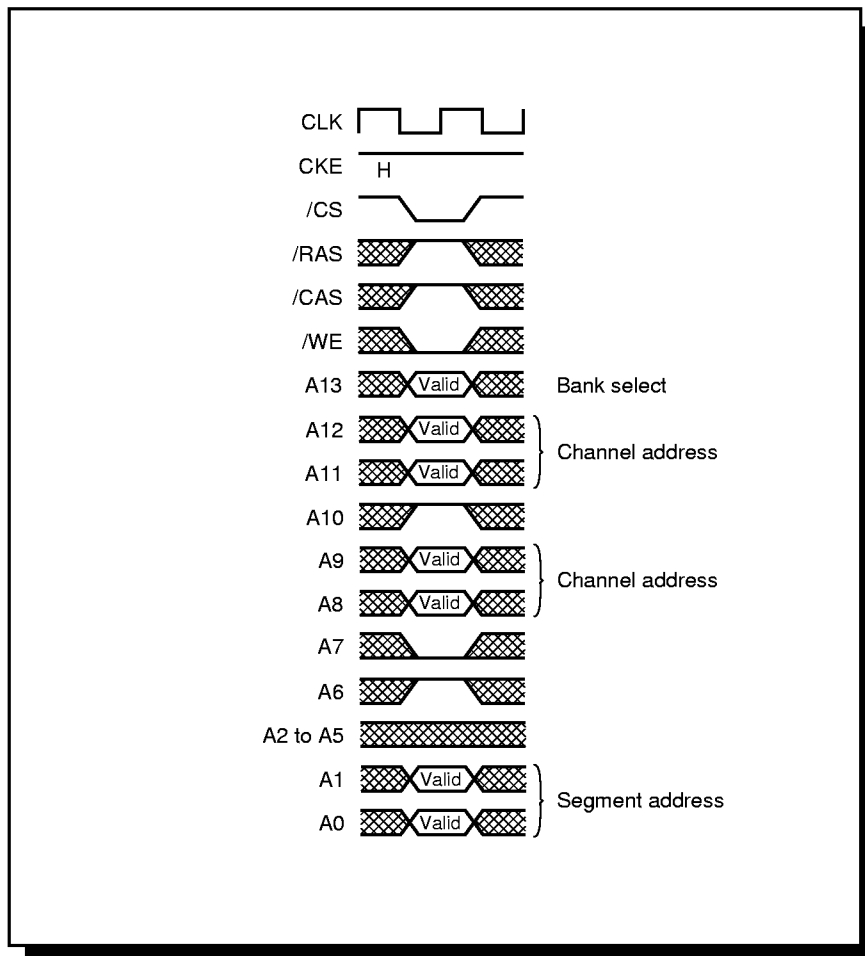 CLK
CKE H
/CS
/RAS
/CAS
/WE
A13 Valid Bank select
A12 Valid
Channel address
A11 Valid
A10
A9 Valid
Channel address
A8 Valid
A7
A6
A2 to A5
A1 Valid
Segment address
A0 Valid